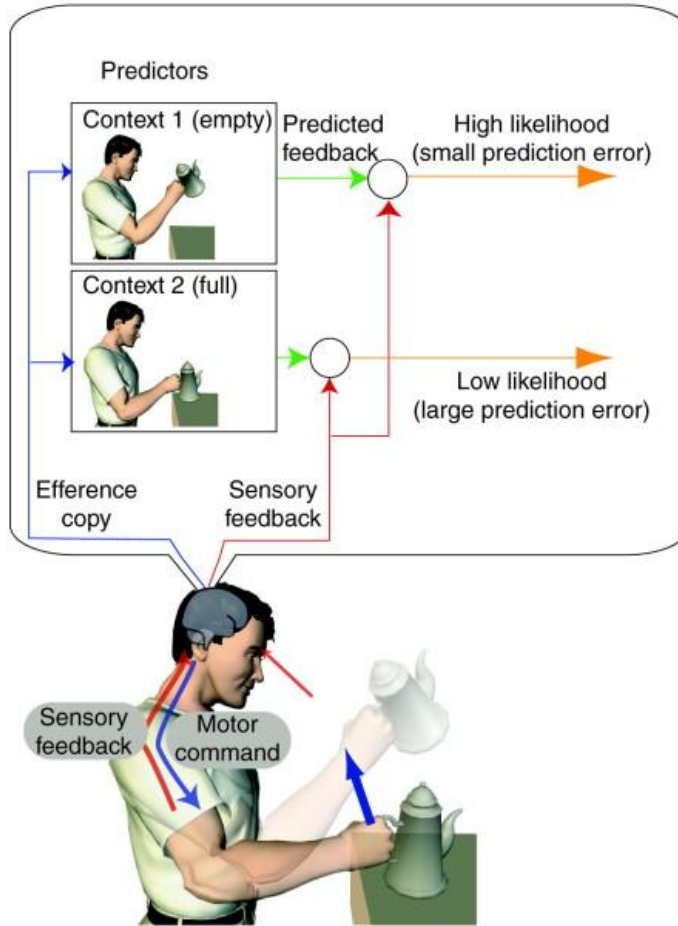 Predictors
Context 1 (empty)
Predicted
feedback
High likelihood
(small prediction error)
Context 2 (full)
Low likelihood
(large prediction error)
Efference
copy
Sensory
feedback
Sensory
feedback
Motor
command